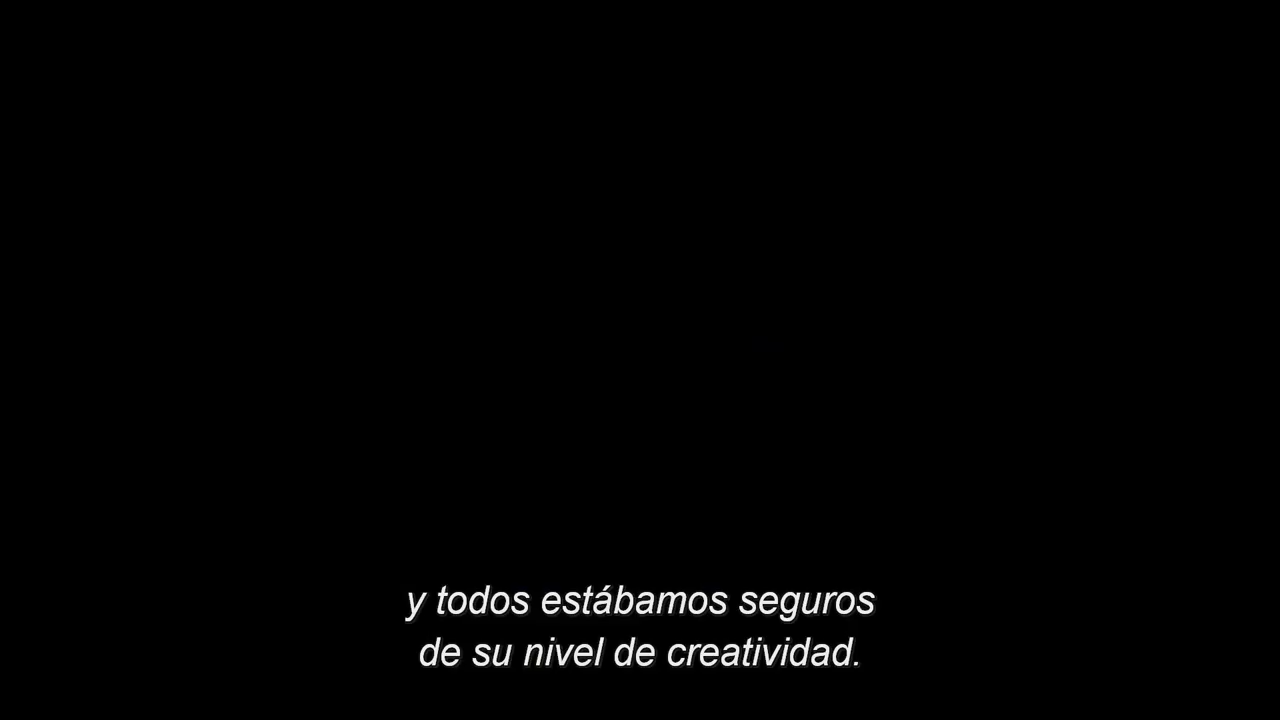 y todos estábamos seguros
de su nivel de creatividad.